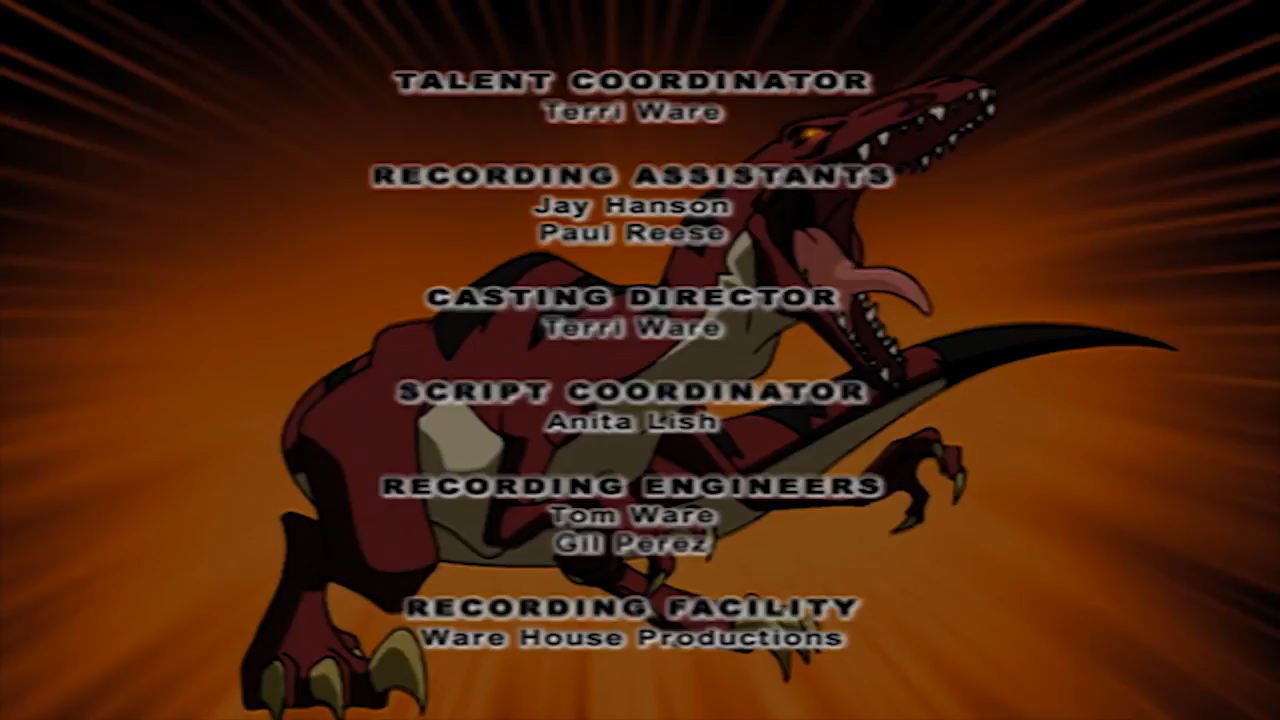 TALENT COORDINATOR
Terri Ware
RECORDING ASSISTANTS
Jay Hanson
Paul Reese
CASTING DIRECTOR
Terri Ware
SCRIPT COORDINATOR
Anita Lish
RECORDING ENGINEERS
Tom Ware
Gil Perez
RECORDING FACILITY
Ware House Productions